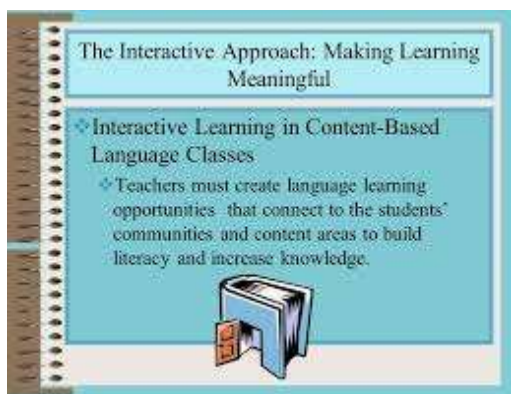 The Interactive Approach: Making Learning
Meaningful
Interactive Learning in Content-Based
Language Classes
Teachers must create language learning
opportunities that connect to the students'
communities and content areas to build
literacy and increase knowledge.